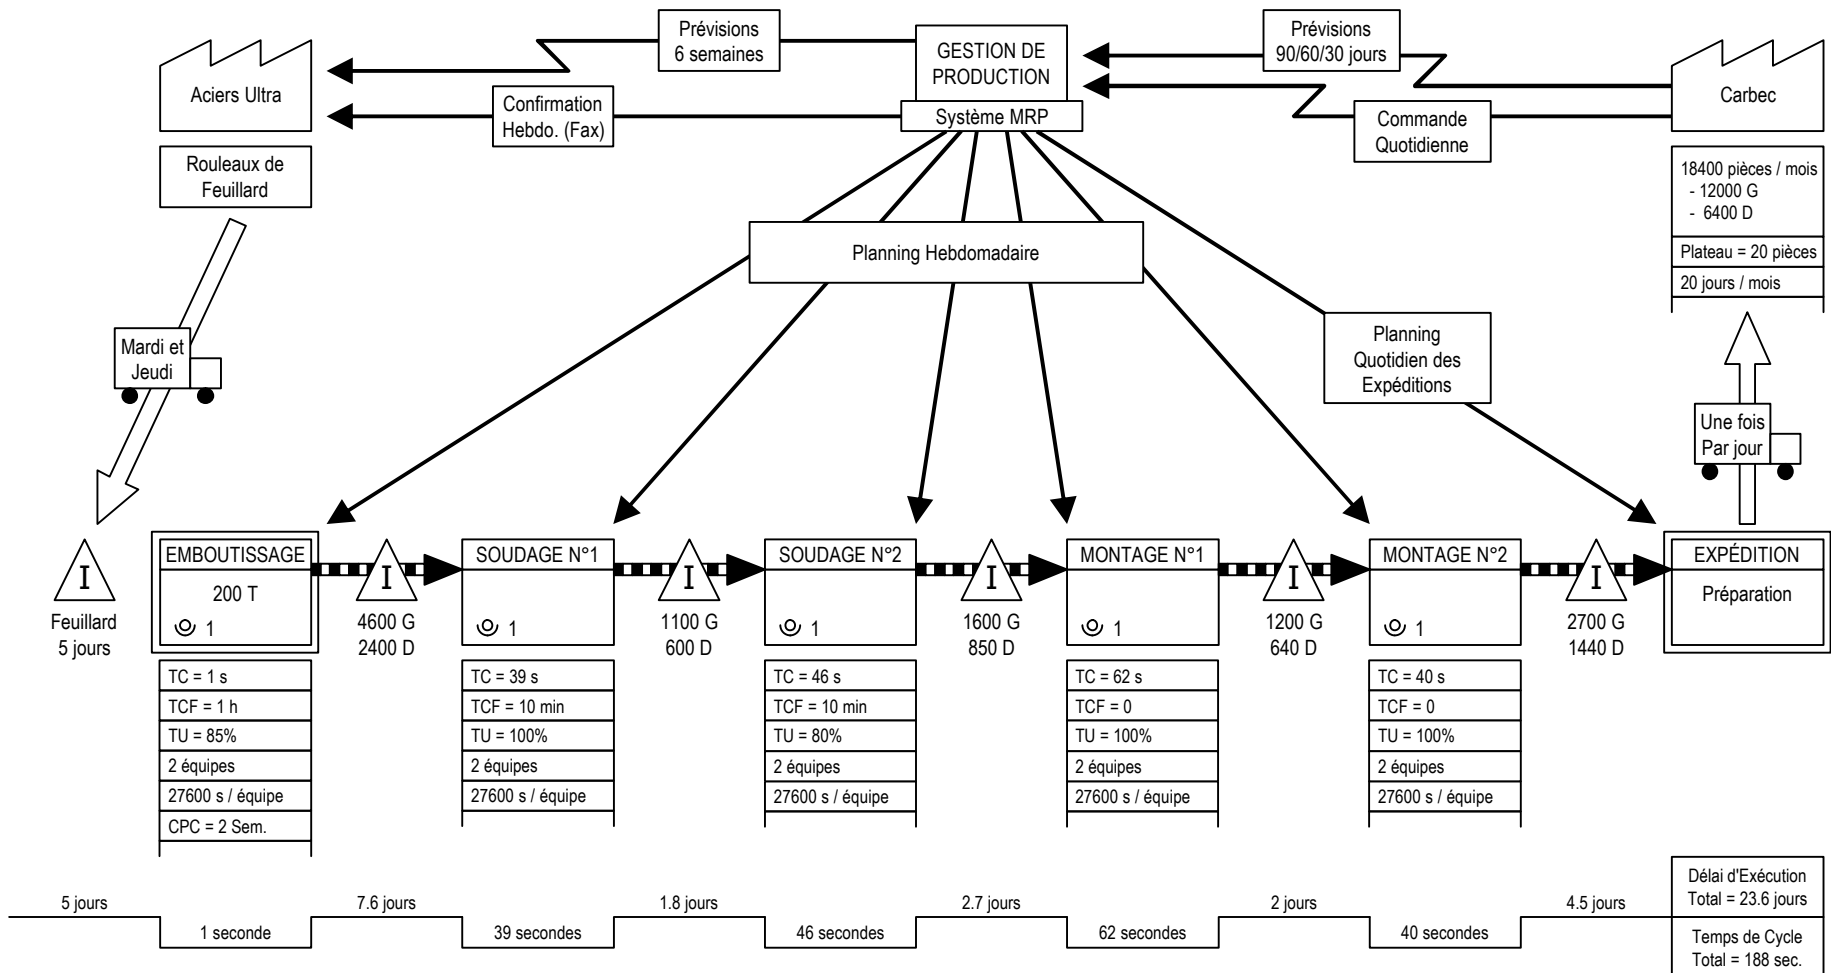 Prévisions
6 semaines
GESTION DE
PRODUCTION
Système MRP
Prévisions
90/60/30 jours
Aciers Ultra
Confirmation
Hebdo. (Fax)
Commande
Quotidienne
Carbec
Rouleaux de
Feuillard
18400 pièces / mois
- 12000 G
- 6400 D
Plateau = 20 pièces
20 jours / mois
Planning Hebdomadaire
Mardi et
Jeudi
Planning
Quotidien des
Expéditions
Une fois
Par jour
I
Feuillard
5 jours
EMBOUTISSAGE
200 T
1
TC = 1 s
TCF = 1 h
TU = 85%
2 équipes
27600 s / équipe
CPC = 2 Sem.
I
4600 G
2400 D
SOUDAGE N°1
1
TC = 39 s
TCF = 10 min
TU = 100%
2 équipes
27600 s / équipe
I
1100 G
600 D
SOUDAGE N°2
1
TC = 46 s
TCF = 10 min
TU = 80%
2 équipes
27600 s / équipe
I
1600 G
850 D
MONTAGE N°1
1
TC = 62 s
TCF = 0
TU = 100%
2 équipes
27600 s / équipe
I
1200 G
640 D
MONTAGE N°2
1
TC = 40 s
TCF = 0
TU = 100%
2 équipes
27600 s / équipe
I
2700 G
1440 D
EXPÉDITION
Préparation
5 jours
1 seconde
7.6 jours
39 secondes
1.8 jours
46 secondes
2.7 jours
62 secondes
2 jours
40 secondes
4.5 jours
Délai d'Exécution
Total = 23.6 jours
Temps de Cycle
Total = 188 sec.